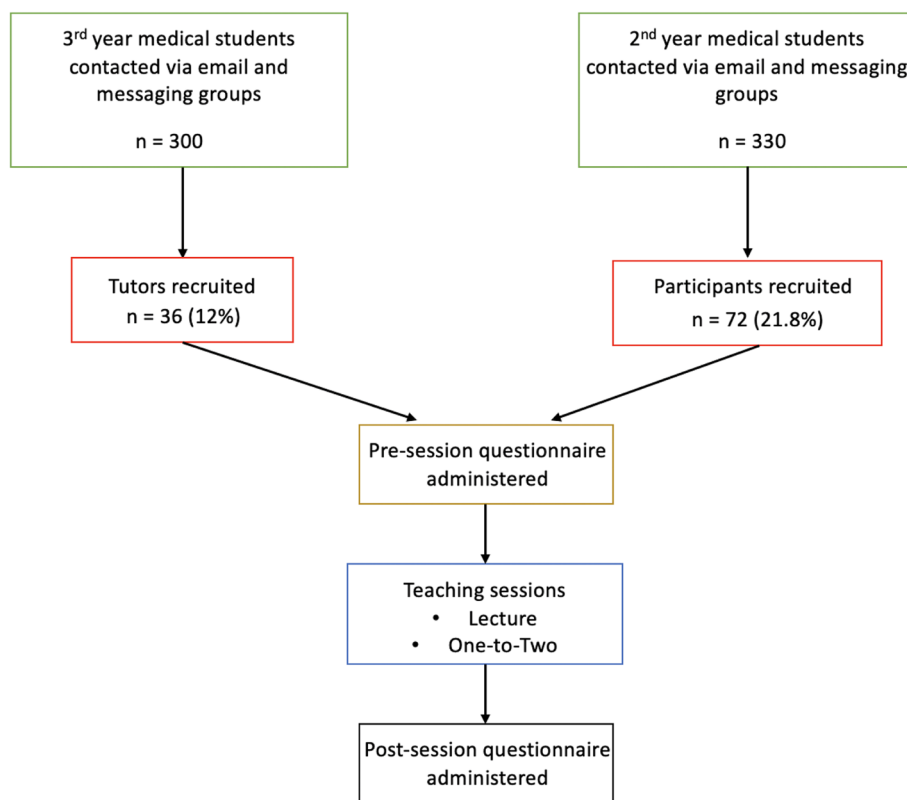 3rd year medical students
contacted via email and
messaging groups
n = 300
2nd year medical students
contacted via email and messaging
groups
n = 330
Tutors recruited
n = 36 (12%)
Participants recruited
n = 72 (21.8%)
Pre-session questionnaire
administered
Teaching sessions
• Lecture
• One-to-Two
Post-session questionnaire
administered